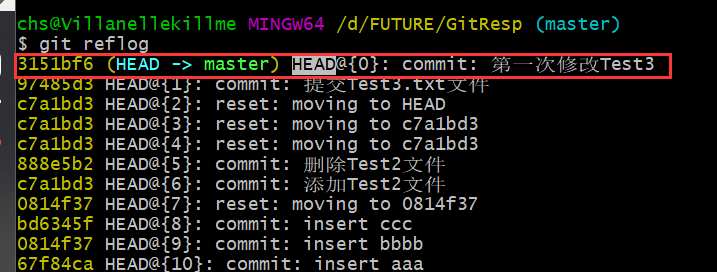 chs@Villanellekillme MINGW64 /d/FUTURE/GitResp (master)
$ git reflog
3151bf6 (HEAD -> master) HEAD@{0}: commit: 第一次修改Test3
97485d3 HEAD@{1}: commit: 提交Test3.txt文件
c7a1bd3 HEAD@{2}: reset: moving to HEAD
c7a1bd3 HEAD@{3}: reset: moving to c7a1bd3
c7a1bd3 HEAD@{4}: reset: moving to c7a1bd3
888e5b2 HEAD@{5}: commit: 删除Test2文件
c7a1bd3 HEAD@{6}: commit: 添加Test2文件
0814f37 HEAD@{7}: reset: moving to 0814f37
bd6345f HEAD@{8}: commit: insert ccc
0814f37 HEAD@{9}: commit: insert bbbb
67f84ca HEAD@{10}: commit: insert aaa